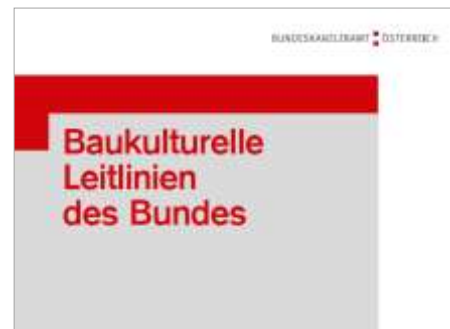 BUNDESKANZLERAMT ÖSTERREICH
Baukulturelle
Leitlinien
des Bundes